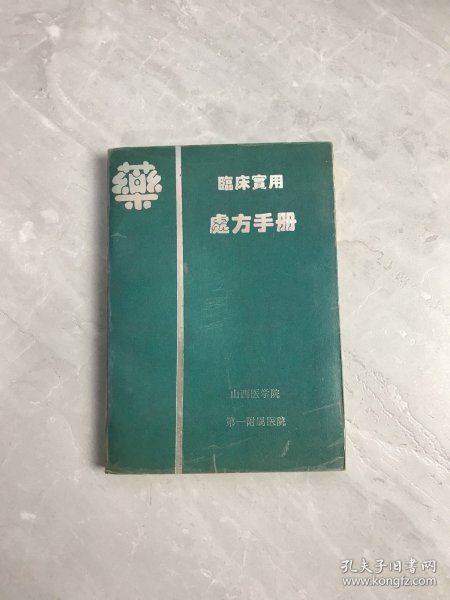 藥
臨床實用
處方手册
山西医学院
第一附属医院
孔夫子旧书网
www.kongfz.com